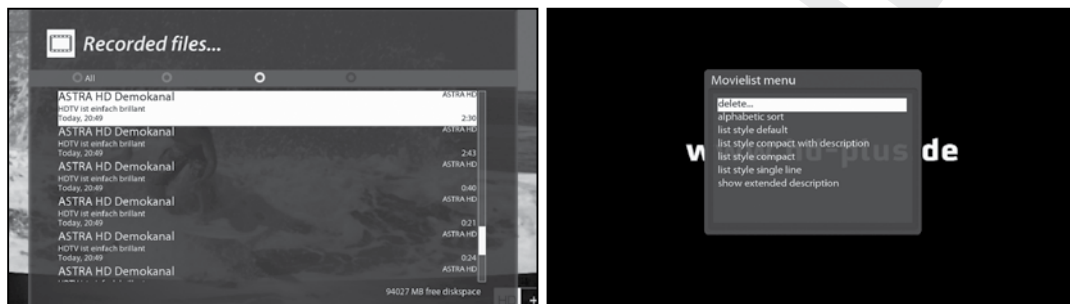 Recorded files...
All
ASTRA HD Demokanal ASTRA HD
HDTV ist einfach brillant
Today, 20:49 2:30
ASTRA HD Demokanal ASTRA HD
HDTV ist einfach brillant
Today, 20:49 2:43
ASTRA HD Demokanal ASTRA HD
HDTV ist einfach brillant
Today, 20:49 0:40
ASTRA HD Demokanal ASTRA HD
HDTV ist einfach brillant
Today, 20:49 0:21
ASTRA HD Demokanal ASTRA HD
HDTV ist einfach brillant
Today, 20:49 0:24
ASTRA HD Demokanal ASTRA HD
94027 MB free diskspace
HD +
Movielist menu
delete...
alphabetic sort
list style default
list style compact with description
list style compact
list style single line
show extended description
de